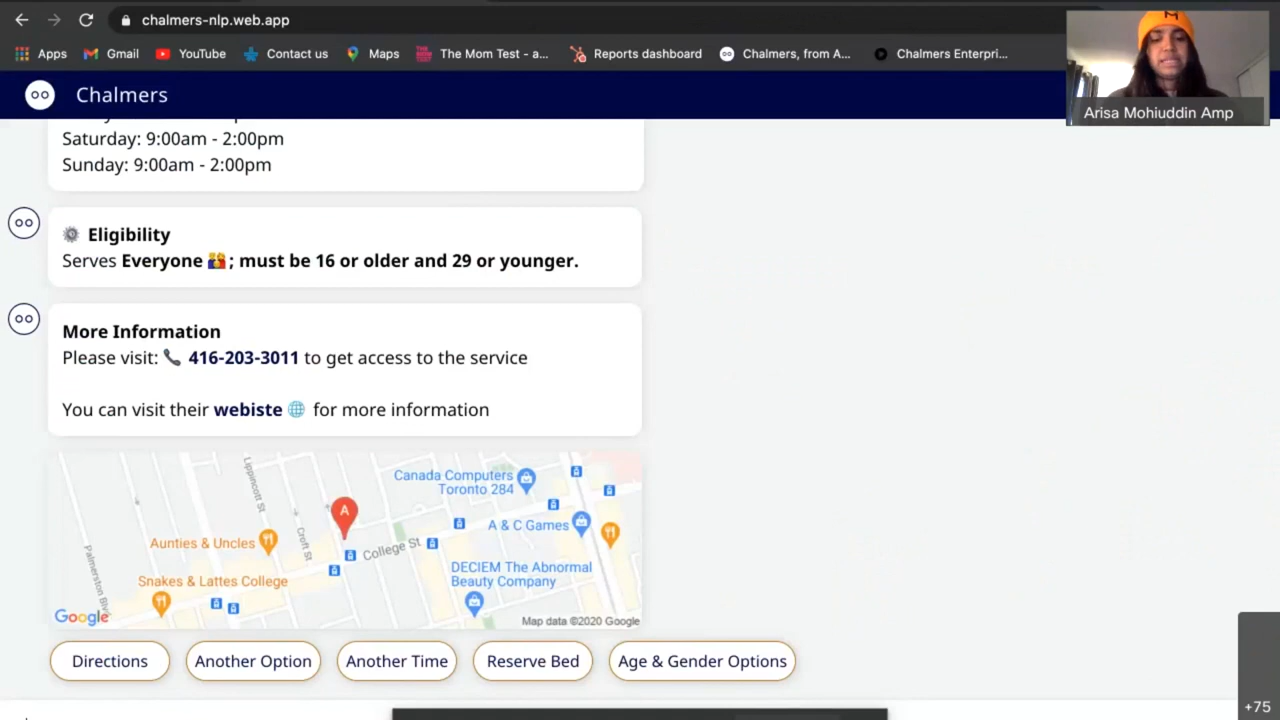 chalmers-nlp.web.app
Apps Gmail YouTube Contact us Maps The Mom Test - a... Reports dashboard Chalmers, from A... Chalmers Enterpri...
Chalmers
Arisa Mohiuddin Amp
Saturday: 9:00am - 2:00pm
Sunday: 9:00am - 2:00pm
Eligibility
Serves Everyone ; must be 16 or older and 29 or younger.
More Information
Please visit: 416-203-3011 to get access to the service
You can visit their webiste for more information
Lippincott St
Canada Computers
Toronto 284
A
A & C Games
Aunties & Uncles
Croft St
College St
Palmerston Blv
DECIEM The Abnormal
Beauty Company
Snakes & Lattes College
Google
Map data ©2020 Google
Directions Another Option Another Time Reserve Bed Age & Gender Options
+75